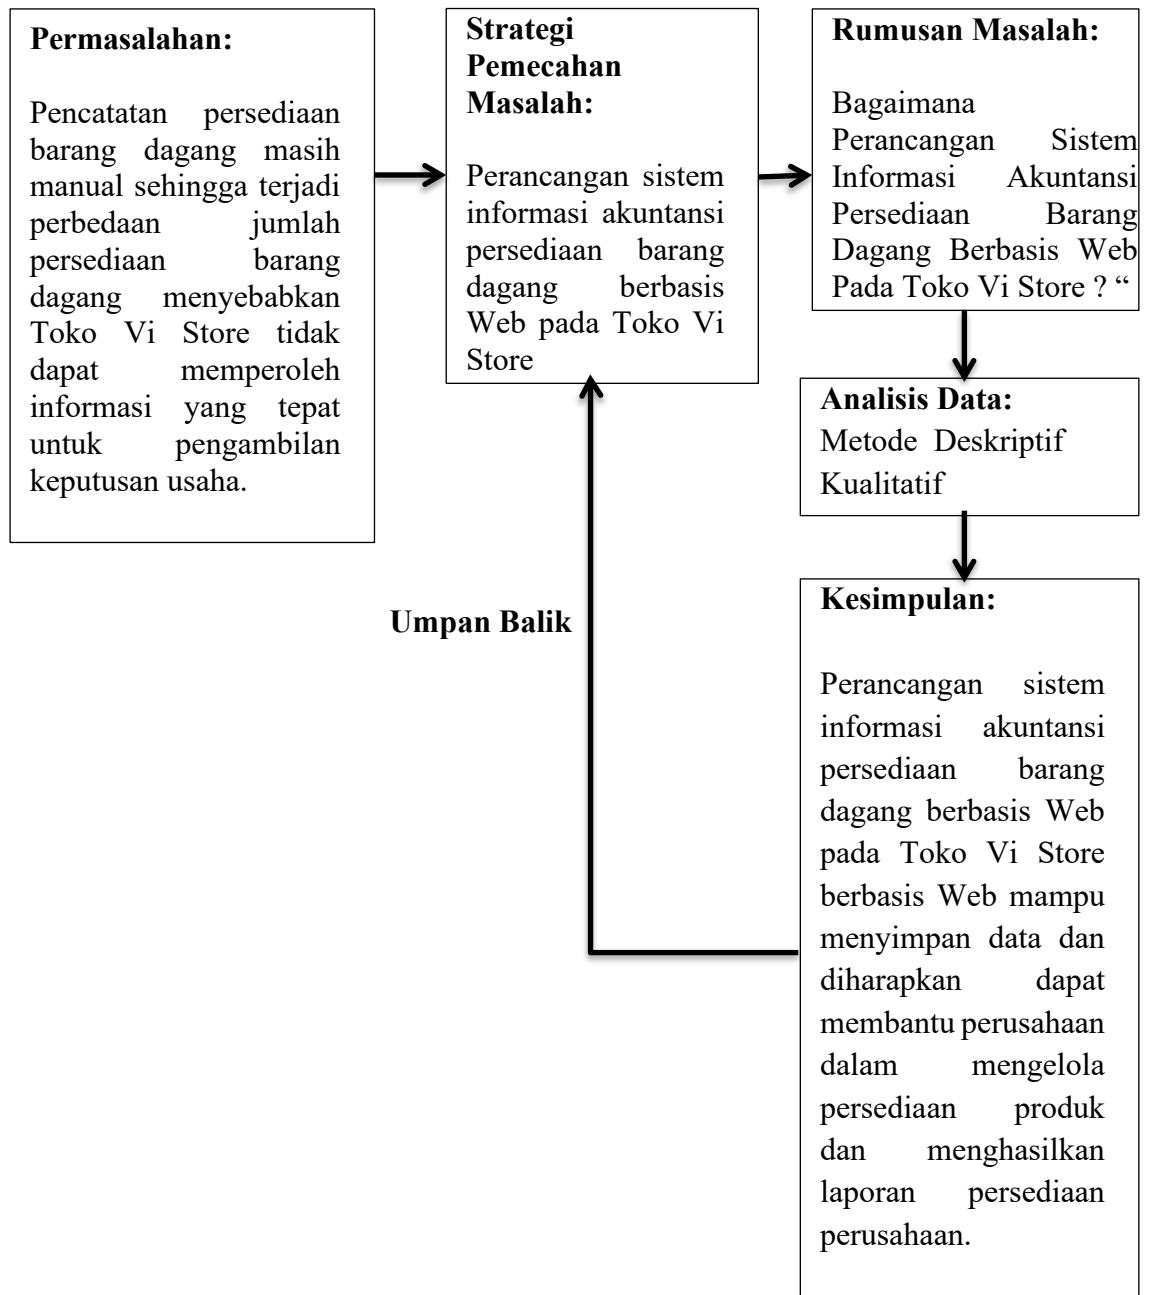 Permasalahan:
Pencatatan persediaan
barang dagang masih
manual sehingga terjadi
perbedaan jumlah
persediaan barang
dagang menyebabkan
Toko Vi Store tidak
dapat memperoleh
informasi yang tepat
untuk pengambilan
keputusan usaha.
Strategi
Pemecahan
Masalah:
Perancangan sistem
informasi akuntansi
persediaan barang
dagang berbasis
Web pada Toko Vi
Store
Rumusan Masalah:
Bagaimana
Perancangan Sistem
Informasi Akuntansi
Persediaan Barang
Dagang Berbasis Web
Pada Toko Vi Store ? “
Analisis Data:
Metode Deskriptif
Kualitatif
Kesimpulan:
Perancangan sistem
informasi akuntansi
persediaan barang
dagang berbasis Web
pada Toko Vi Store
berbasis Web mampu
menyimpan data dan
diharapkan dapat
membantu perusahaan
dalam mengelola
persediaan produk
dan menghasilkan
laporan persediaan
perusahaan.
Umpan Balik